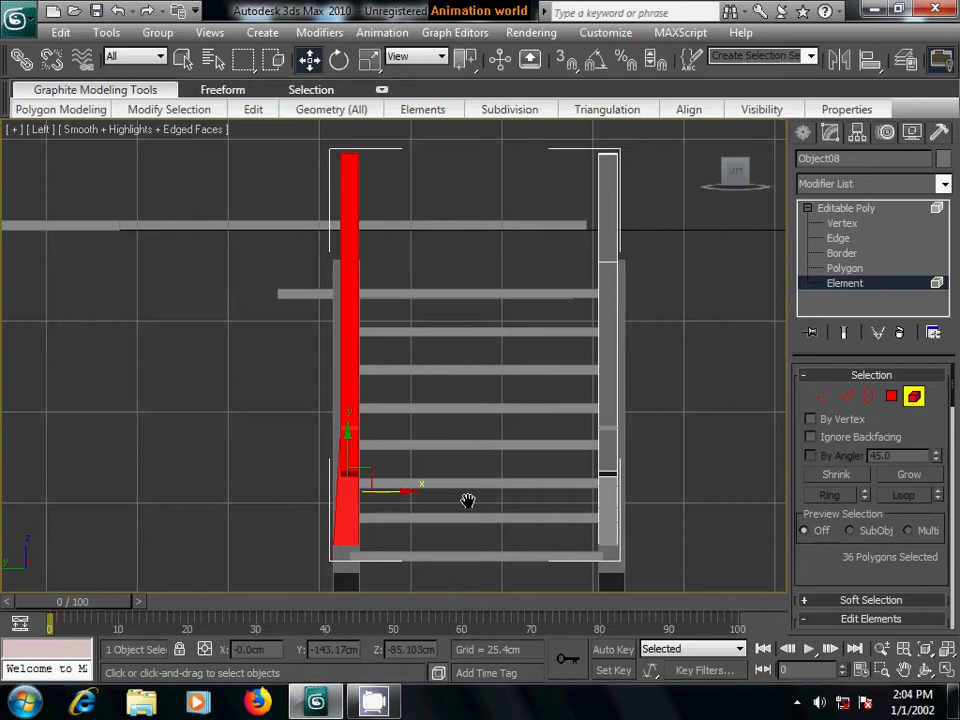 Autodesk 3ds Max 2010 - Unregistered
Animation world
Type a keyword or phrase
Edit Tools Group Views Create Modifiers Animation Graph Editors Rendering Customize MAXScript Help
All
View
Create Selection Se
Graphite Modeling Tools Freeform Selection
Polygon Modeling Modify Selection Edit Geometry (All) Elements Subdivision Triangulation Align Visibility Properties
[ + ] [ Left ] [ Smooth + Highlights + Edged Faces ]
LEFT
Object08
Modifier List
Editable Poly
Vertex
Edge
Border
Polygon
Element
Selection
By Vertex
Ignore Backfacing
By Angle: 45.0
Shrink Grow
Ring Loop
Preview Selection
Off SubObj Multi
36 Polygons Selected
Soft Selection
Edit Elements
y
x
z
y
0 / 100
0 10 20 30 40 50 60 70 80 90 100
1 Object Sele X: -0.0cm Y: -143.17cm Z: -85.103cm Grid = 25.4cm Auto Key Selected
Welcome to M Click or click-and-drag to select objects Add Time Tag Set Key Key Filters... 0
2:04 PM
1/1/2002